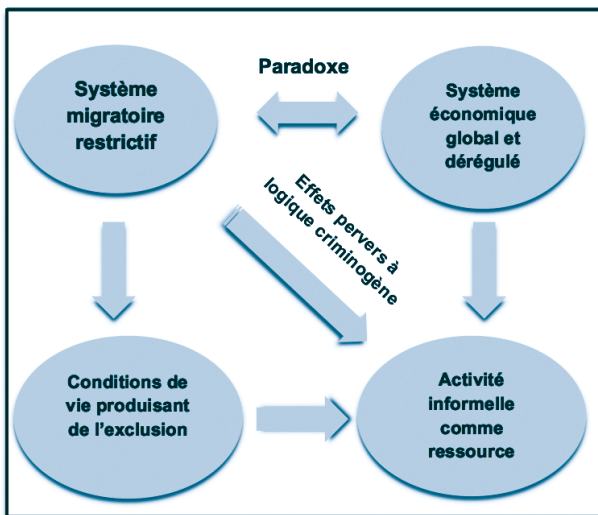 Paradoxe
Système
migratoire
restrictif
Système
économique
global et
dérégulé
Effets pervers à
logique criminogène
Conditions de
vie produisant
de l'exclusion
Activité
informelle
comme
ressource